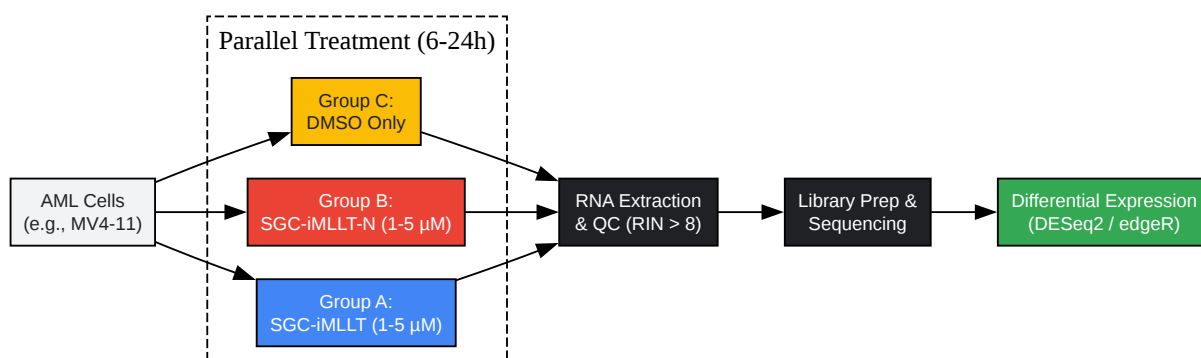 Parallel Treatment (6-24h)
Group C:
DMSO Only
AML Cells
(e.g., MV4-11)
Group B:
SGC-iMLLT-N (1-5 µM)
Group A:
SGC-iMLLT (1-5 µM)
RNA Extraction
& QC (RIN > 8)
Library Prep &
Sequencing
Differential Expression
(DESeq2 / edgeR)